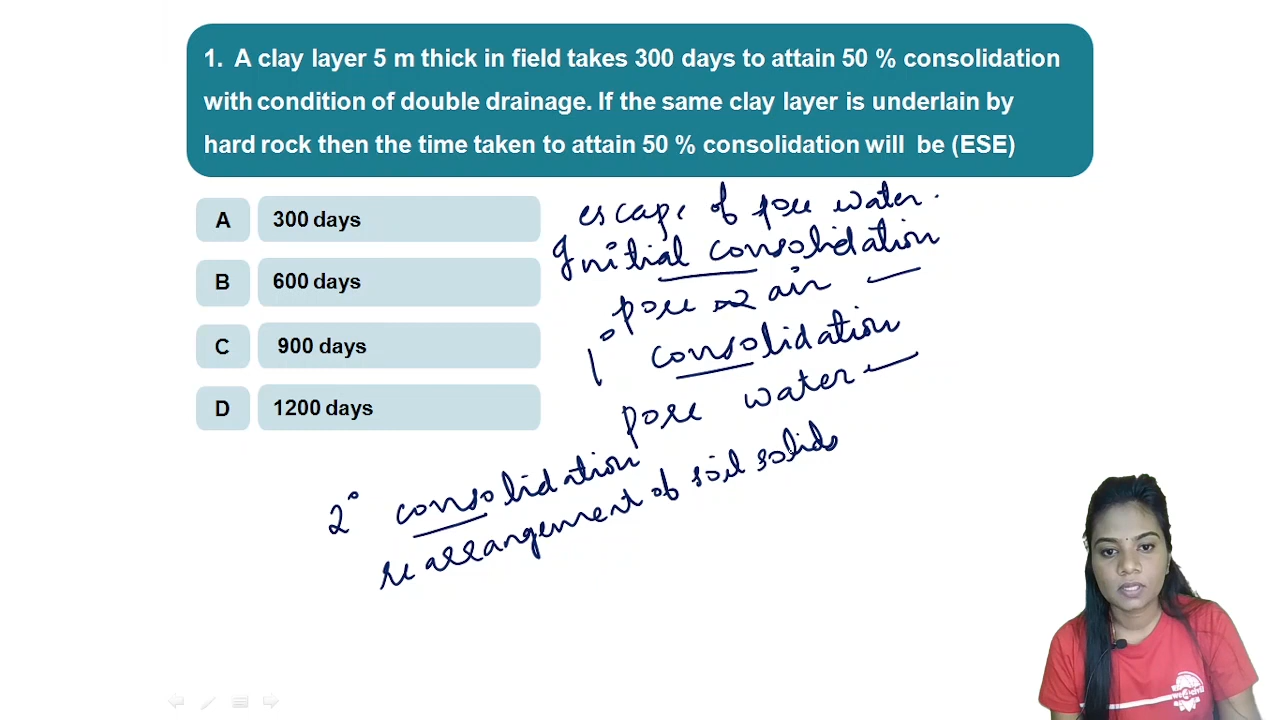 1. A clay layer 5 m thick in field takes 300 days to attain 50 % consolidation
with condition of double drainage. If the same clay layer is underlain by
hard rock then the time taken to attain 50 % consolidation will be (ESE)
A 300 days
B 600 days
C 900 days
D 1200 days
escape of pore water.
Initial consolidation
pore air
1° consolidation
pore water
2° consolidation
rearrangement of soil solids